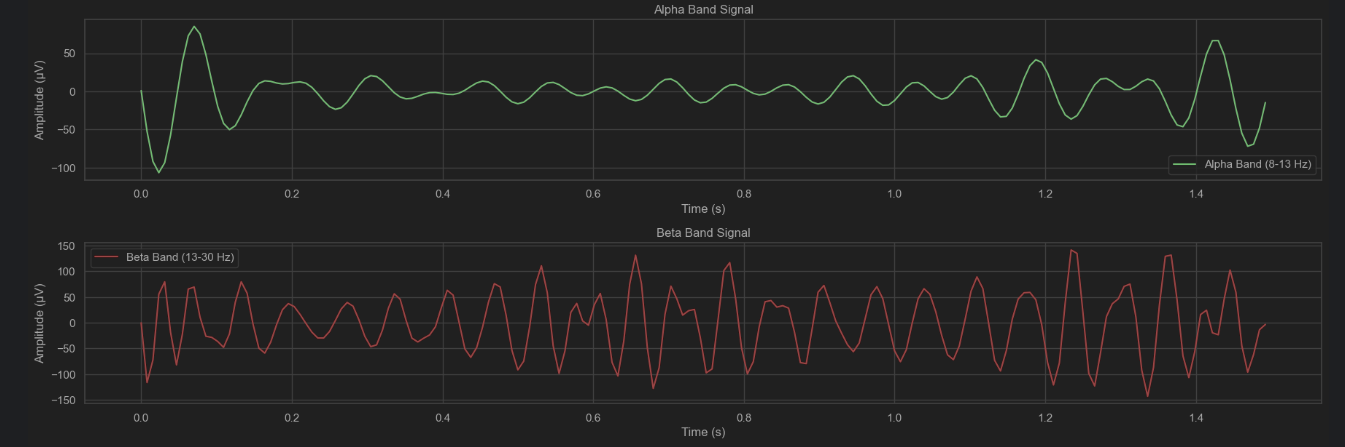 Alpha Band Signal
50
0
−50
−100
Amplitude (µV)
Alpha Band (8-13 Hz)
0.0 0.2 0.4 0.6 0.8 1.0 1.2 1.4
Time (s)
Beta Band Signal
150
100
50
0
−50
−100
−150
Amplitude (µV)
Beta Band (13-30 Hz)
0.0 0.2 0.4 0.6 0.8 1.0 1.2 1.4
Time (s)